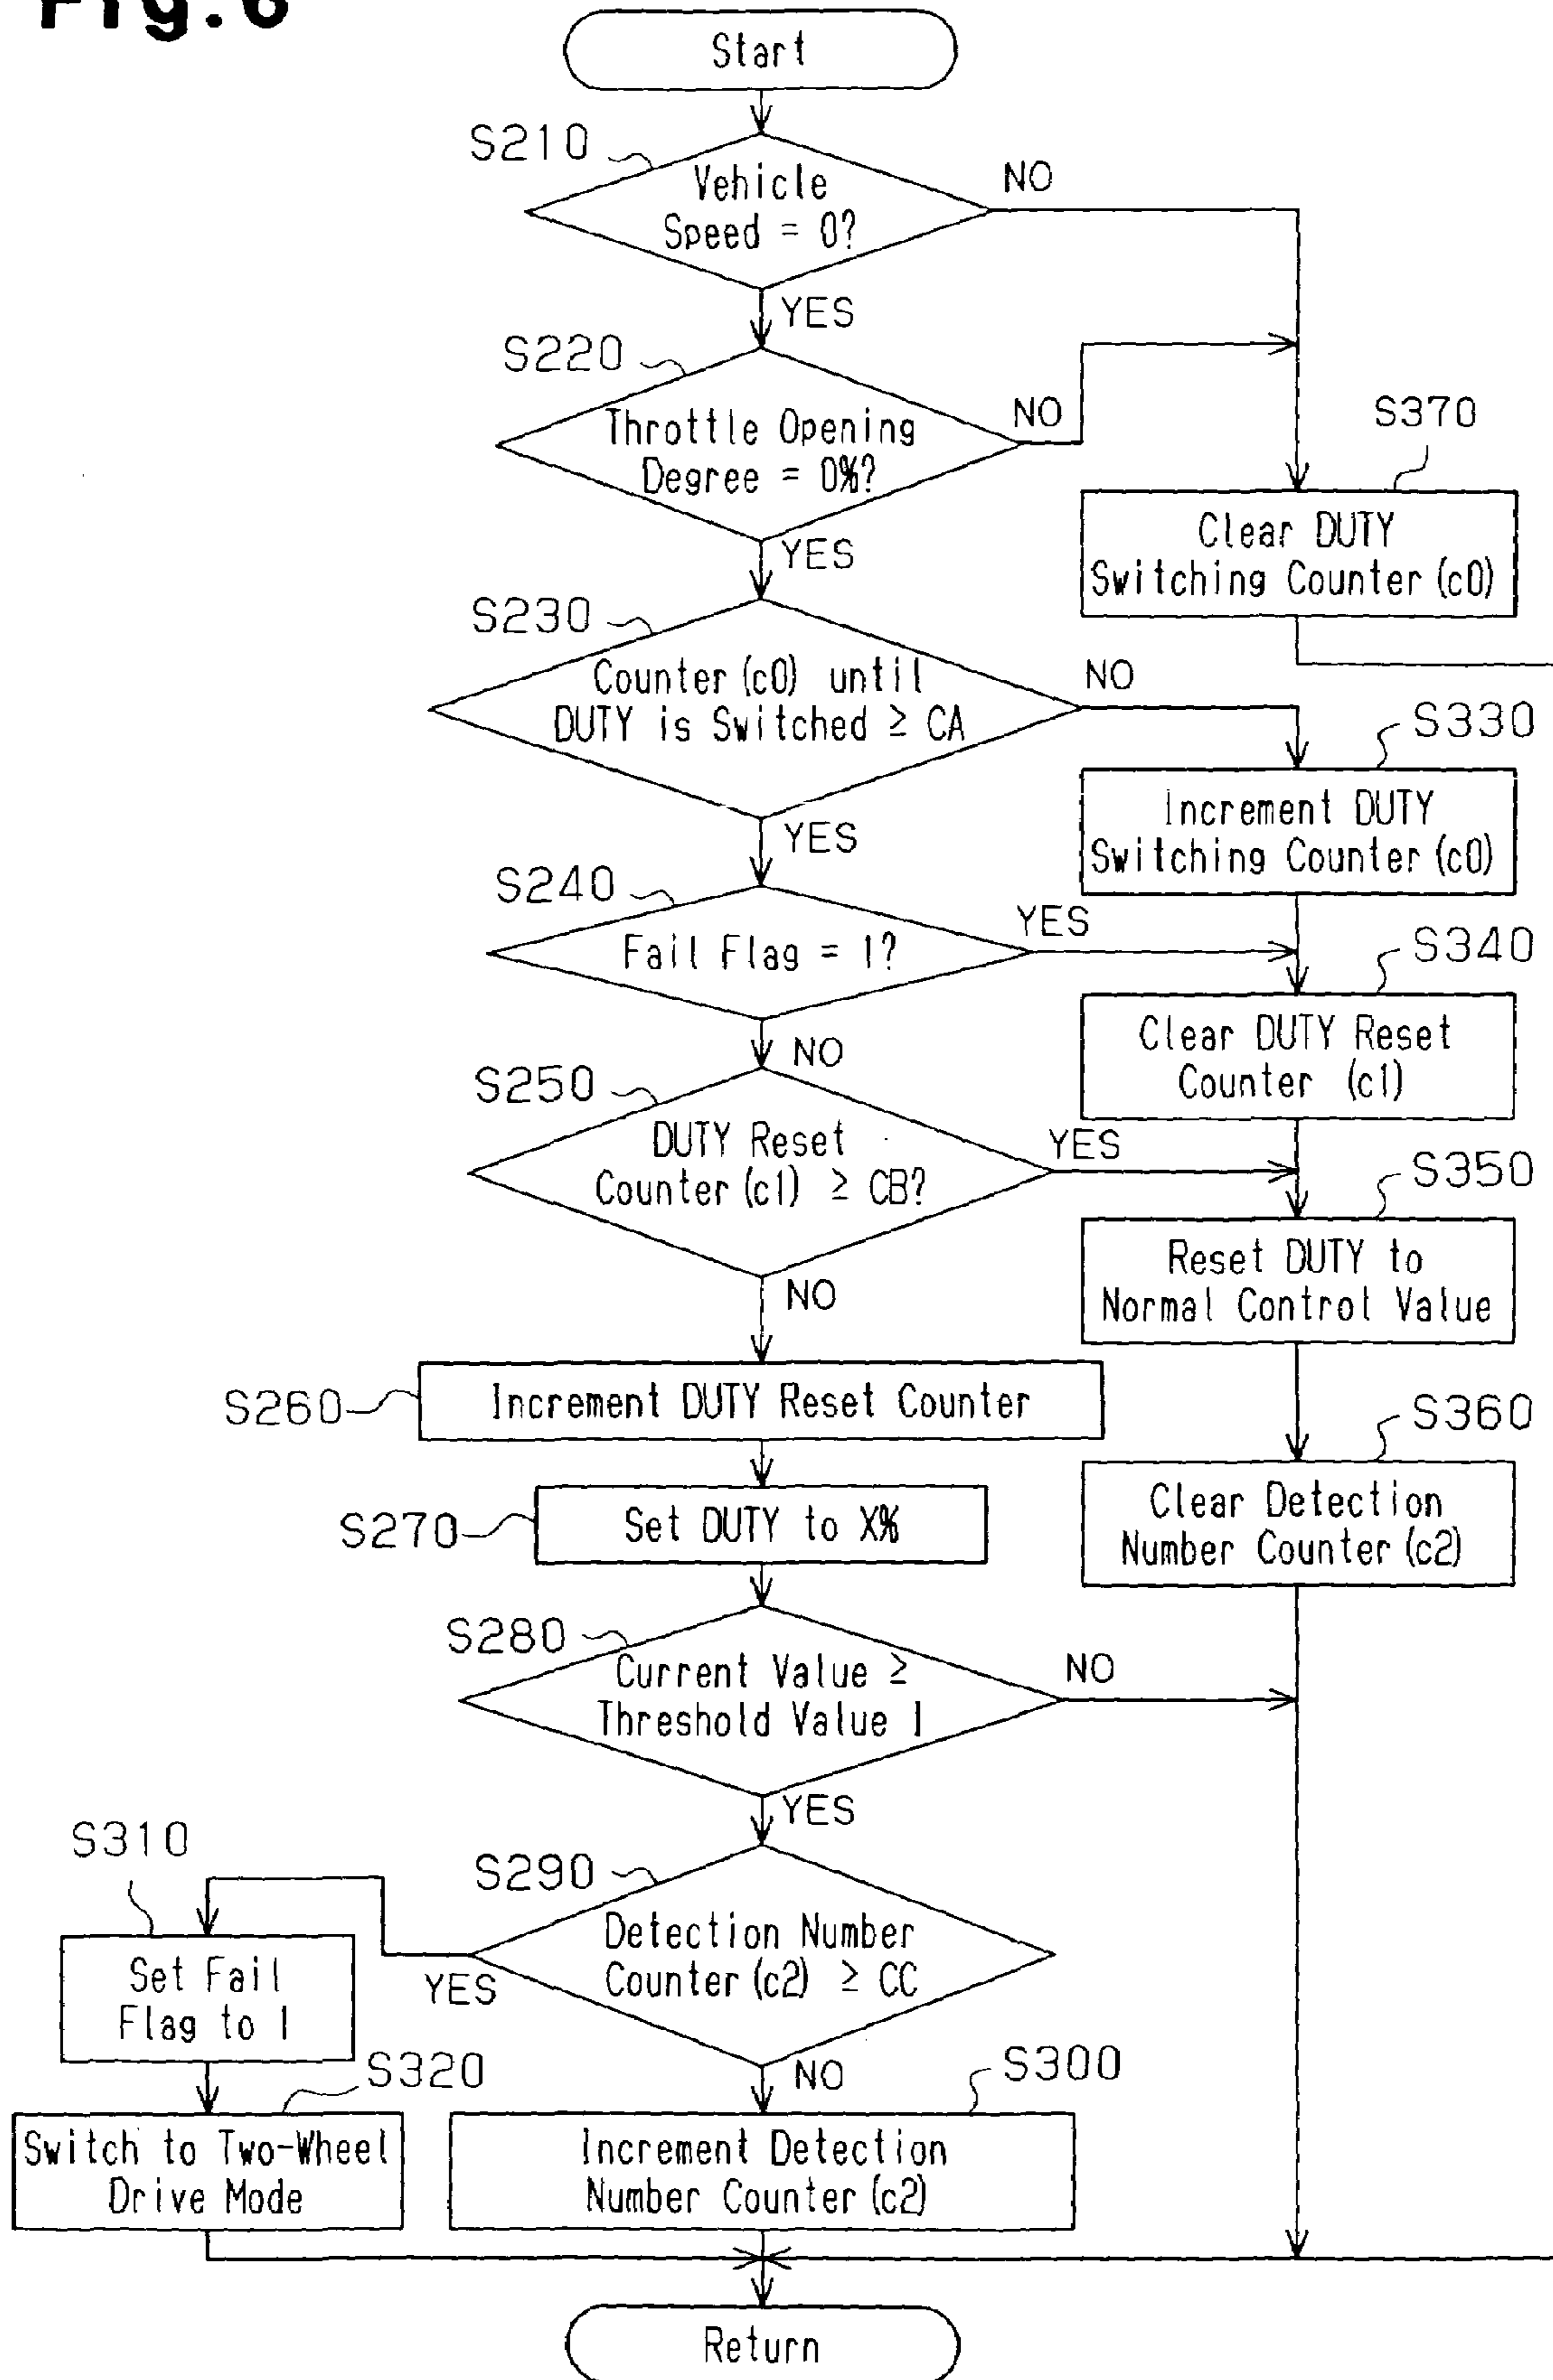 Fig.6
Start
S210
Vehicle
Speed = 0?
NO
YES
S220
Throttle Opening
Degree = 0%?
NO
YES
S370
Clear DUTY
Switching Counter (c0)
S230
Counter (c0) until
DUTY is Switched ≥ CA
NO
YES
S330
Increment DUTY
Switching Counter (c0)
S240
Fail Flag = 1?
YES
NO
S340
Clear DUTY Reset
Counter (c1)
S250
DUTY Reset
Counter (c1) ≥ CB?
YES
NO
S350
Reset DUTY to
Normal Control Value
S260
Increment DUTY Reset Counter
S360
Clear Detection
Number Counter (c2)
S270
Set DUTY to X%
S280
Current Value ≥
Threshold Value 1
NO
YES
S310
Set Fail
Flag to 1
S290
Detection Number
Counter (c2) ≥ CC
YES
NO
S320
Switch to Two-Wheel
Drive Mode
S300
Increment Detection
Number Counter (c2)
Return